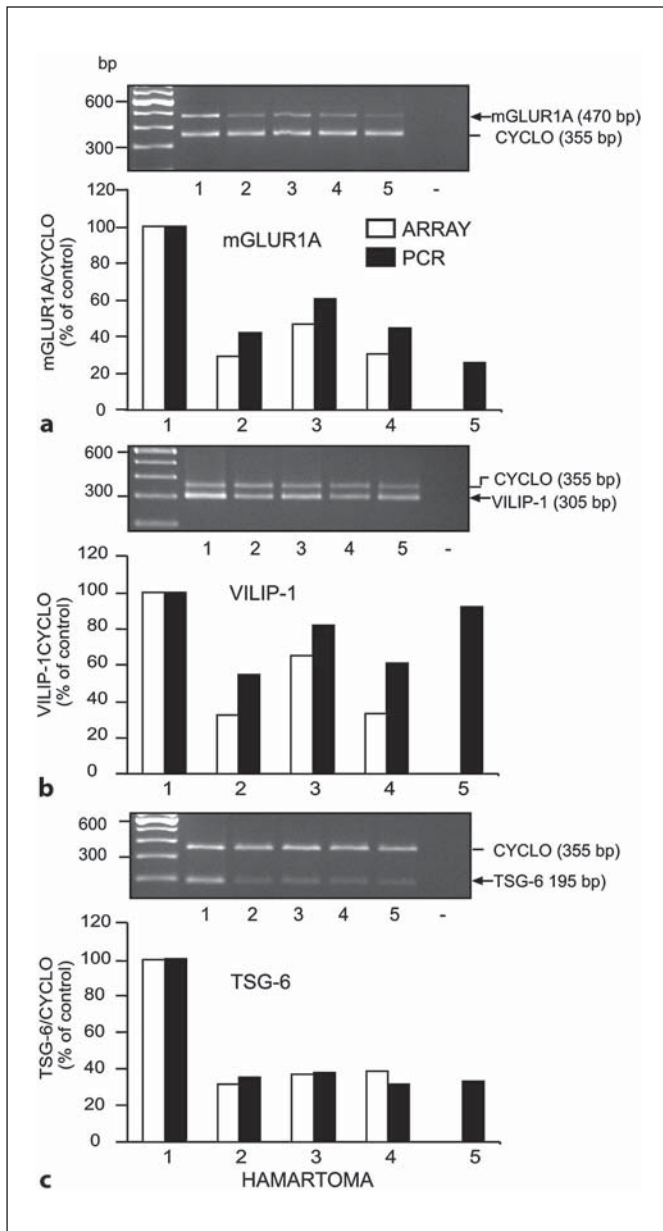 bp
600
300
mGLUR1A (470 bp)
CYCLO (355 bp)
1 2 3 4 5 -
120
100
80
60
40
20
0
mGLUR1A/CYCLO
(% of control)
mGLUR1A
ARRAY
PCR
1 2 3 4 5
a
600
300
CYCLO (355 bp)
VILIP-1 (305 bp)
1 2 3 4 5 -
120
100
80
60
40
20
0
VILIP-1CYCLO
(% of control)
VILIP-1
1 2 3 4 5
b
600
300
CYCLO (355 bp)
TSG-6 195 bp)
1 2 3 4 5 -
120
100
80
60
40
20
0
TSG-6/CYCLO
(% of control)
TSG-6
1 2 3 4 5
c
HAMARTOMA